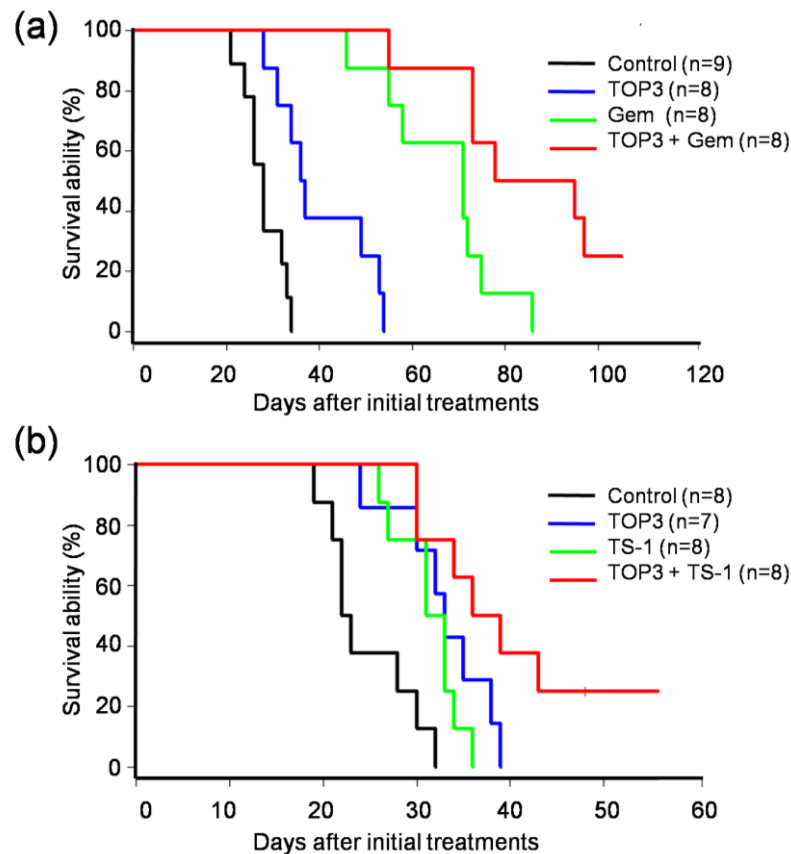 (a)
100
80
60
40
20
0
Survival ability (%)
Control (n=9)
TOP3 (n=8)
Gem (n=8)
TOP3 + Gem (n=8)
0 20 40 60 80 100 120
Days after initial treatments
(b)
100
80
60
40
20
0
Survival ability (%)
Control (n=8)
TOP3 (n=7)
TS-1 (n=8)
TOP3 + TS-1 (n=8)
0 10 20 30 40 50 60
Days after initial treatments